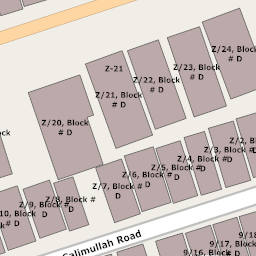 Z/24, Block
# D
Z-21
Z/23, Block
# D
Z/22, Block
# D
Z/21, Block
# D
Z/20, Block
# D
Z/2, Block
# D
Z/3, Block #
D
Z/4, Block #
D
Z/5, Block #
D
Z/6, Block #
D
Z/7, Block #
D
Z/8, Block #
D
Z/9, Block #
D
10, Block
# D
ock
Salimullah Road
9/18
9/17, Block
9/16, Block